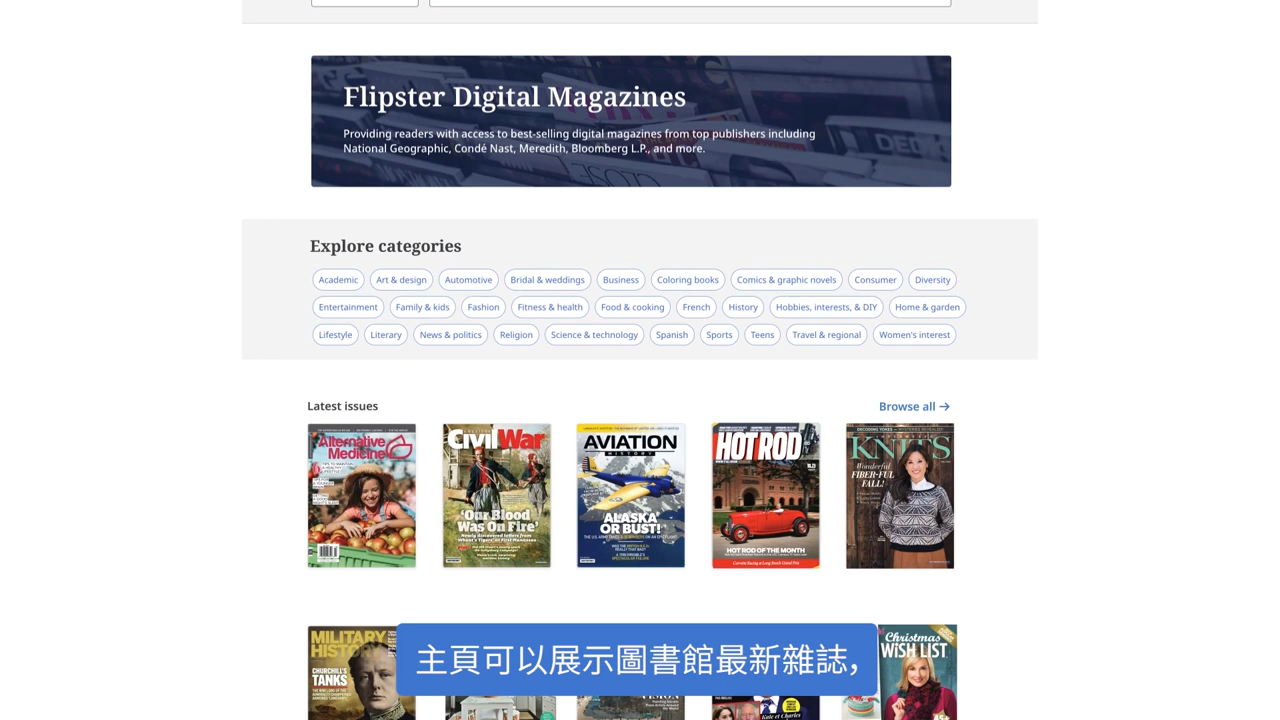 Flipster Digital Magazines
Providing readers with access to best-selling digital magazines from top publishers including
National Geographic, Condé Nast, Meredith, Bloomberg L.P., and more.
Explore categories
Academic Art & design Automotive Bridal & weddings Business Coloring books Comics & graphic novels Consumer Diversity
Entertainment Family & kids Fashion Fitness & health Food & cooking French History Hobbies, interests, & DIY Home & garden
Lifestyle Literary News & politics Religion Science & technology Spanish Sports Teens Travel & regional Women's interest
Latest issues
Browse all →
Alternative
Medicine
Civil War
'Our Blood
Was On Fire'
AVIATION
HISTORY
ALASKA
OR BUST!
HOT ROD
HOT ROD OF THE MONTH
KNITS
Wonderful
FIBER-FUL
FALL!
MILITARY
HISTORY
CHURCHILL'S
TANKS
Kate et Charles
Christmas
WISH LIST
主頁可以展示圖書館最新雜誌,